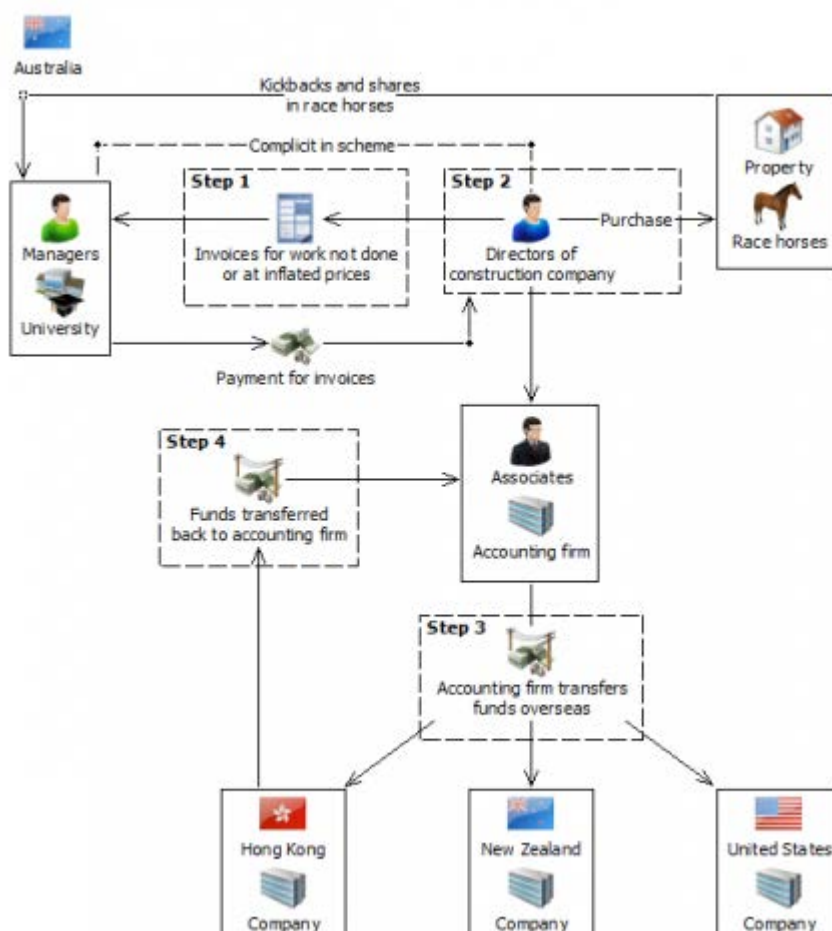 Australia
Kickbacks and shares
in race horses
Complicit in scheme
Step 1
Step 2
Property
Purchase
Managers
Invoices for work not done
or at inflated prices
Directors of
construction company
Race horses
University
Payment for invoices
Step 4
Associates
Funds transferred
back to accounting firm
Accounting firm
Step 3
Accounting firm transfers
funds overseas
Hong Kong
New Zealand
United States
Company
Company
Company